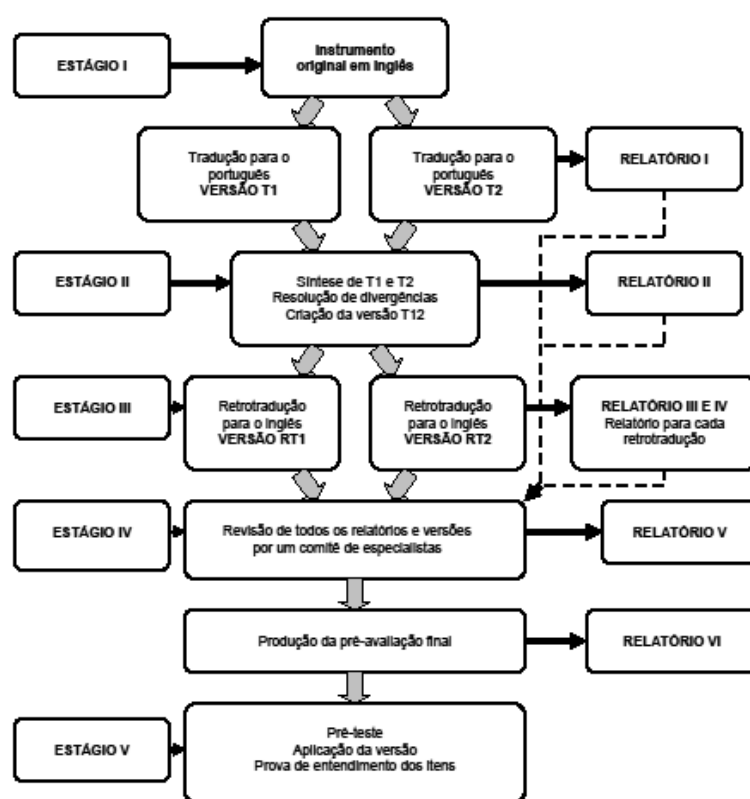 ESTÁGIO I
Instrumento
original em inglês
Tradução para o
português
VERSÃO T1
Tradução para o
português
VERSÃO T2
RELATÓRIO I
ESTÁGIO II
Síntese de T1 e T2
Resolução de divergências
Criação da versão T12
RELATÓRIO II
ESTÁGIO III
Retrotradução
para o inglês
VERSÃO RT1
Retrotradução
para o inglês
VERSÃO RT2
RELATÓRIO III E IV
Relatório para cada
retrotradução
ESTÁGIO IV
Revisão de todos os relatórios e versões
por um comitê de especialistas
RELATÓRIO V
Produção da pré-avaliação final
RELATÓRIO VI
ESTÁGIO V
Pré-teste
Aplicação da versão
Prova de entendimento dos itens